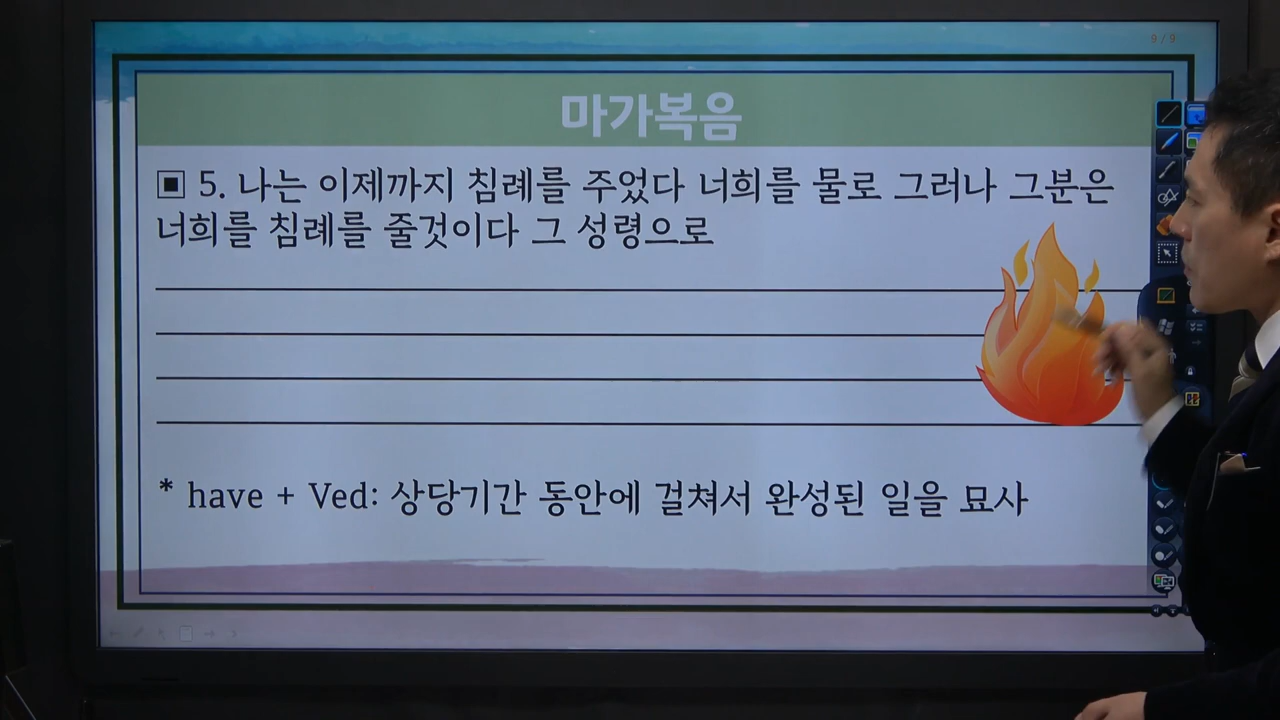 9 / 9
마가복음
▣ 5. 나는 이제까지 침례를 주었다 너희를 물로 그러나 그분은
너희를 침례를 줄것이다 그 성령으로
* have + Ved: 상당기간 동안에 걸쳐서 완성된 일을 묘사